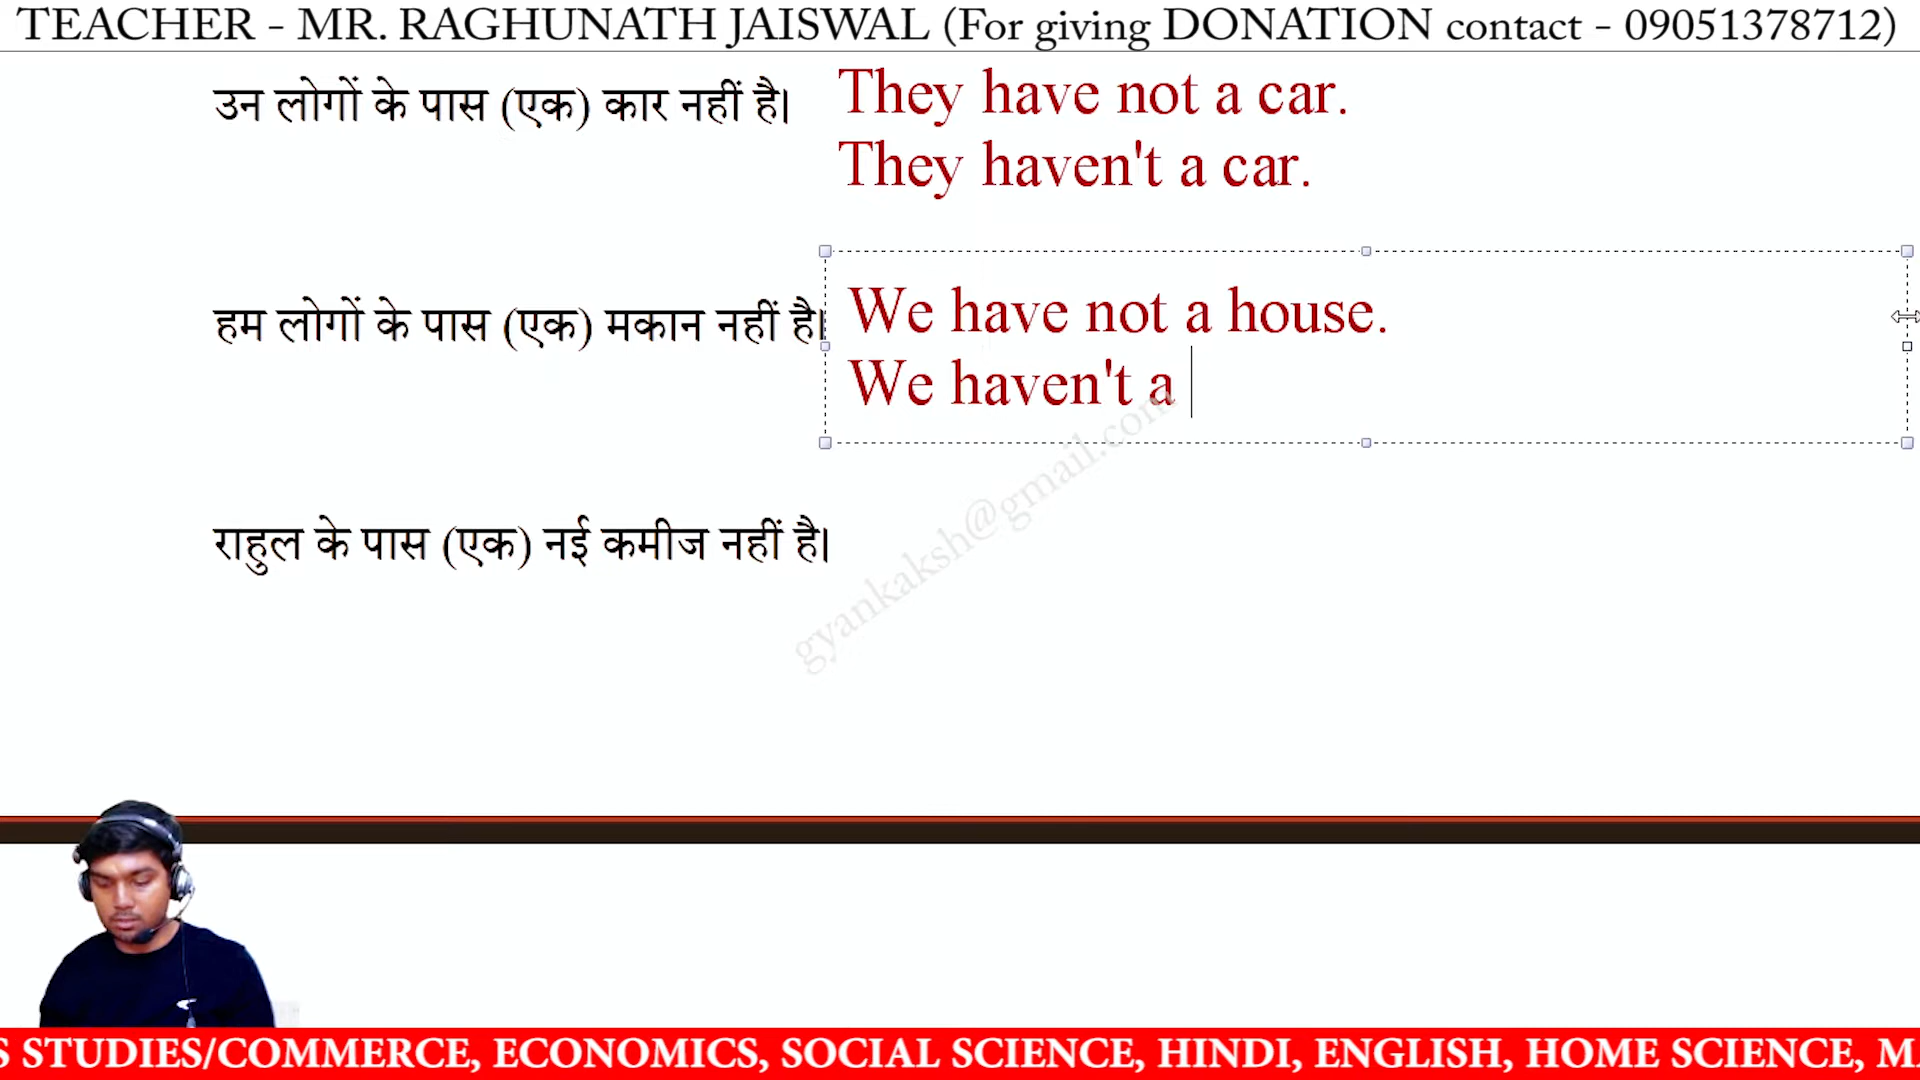 TEACHER - MR. RAGHUNATH JAISWAL (For giving DONATION contact - 09051378712)
उन लोगों के पास (एक) कार नहीं है। They have not a car.
They haven't a car.
हम लोगों के पास (एक) मकान नहीं है। We have not a house.
We haven't a
राहुल के पास (एक) नई कमीज नहीं है।
gyankaksh@gmail.com
S STUDIES/COMMERCE, ECONOMICS, SOCIAL SCIENCE, HINDI, ENGLISH, HOME SCIENCE, M